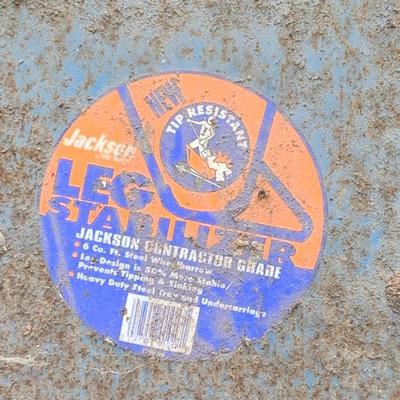 NEW
TIP RESISTANT
Jackson
LEG
STABILIZER
JACKSON CONTRACTOR GRADE
6 Cu. Ft. Steel Wheelbarrow
Leg Design is 50% More Stable/
Prevents Tipping & Sinking
Heavy Duty Steel Tray and Undercarriage